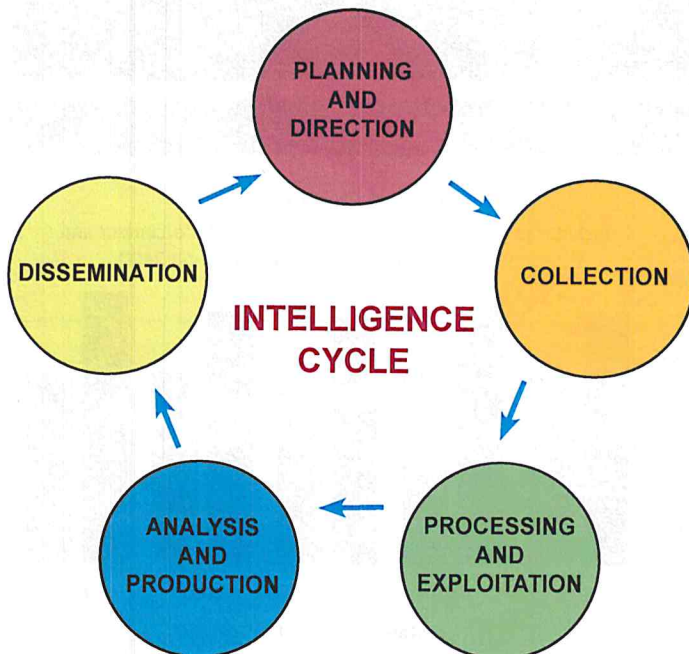 PLANNING
AND
DIRECTION
COLLECTION
PROCESSING
AND
EXPLOITATION
ANALYSIS
AND
PRODUCTION
DISSEMINATION
INTELLIGENCE
CYCLE